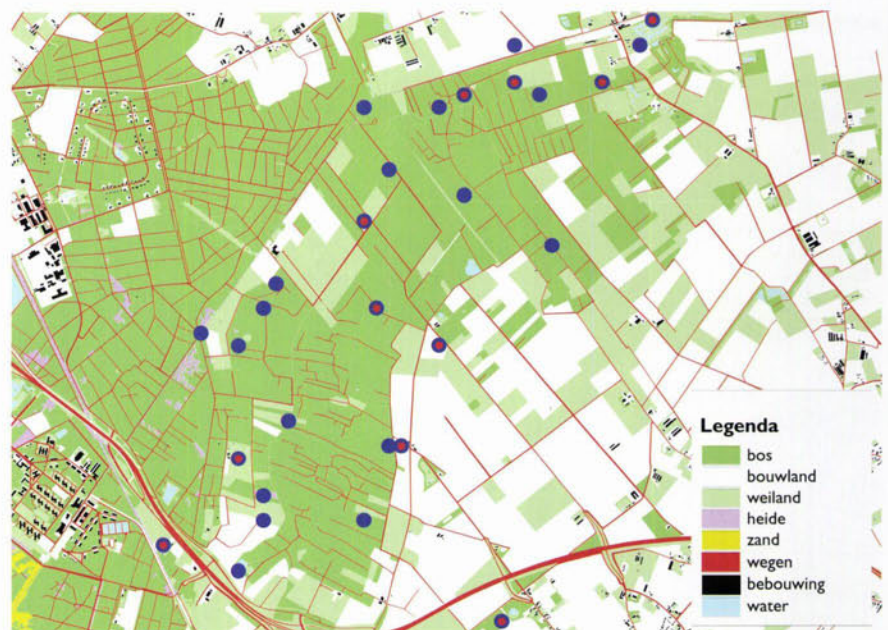 Legenda
bos
bouwland
weiland
heide
zand
wegen
bebouwing
water